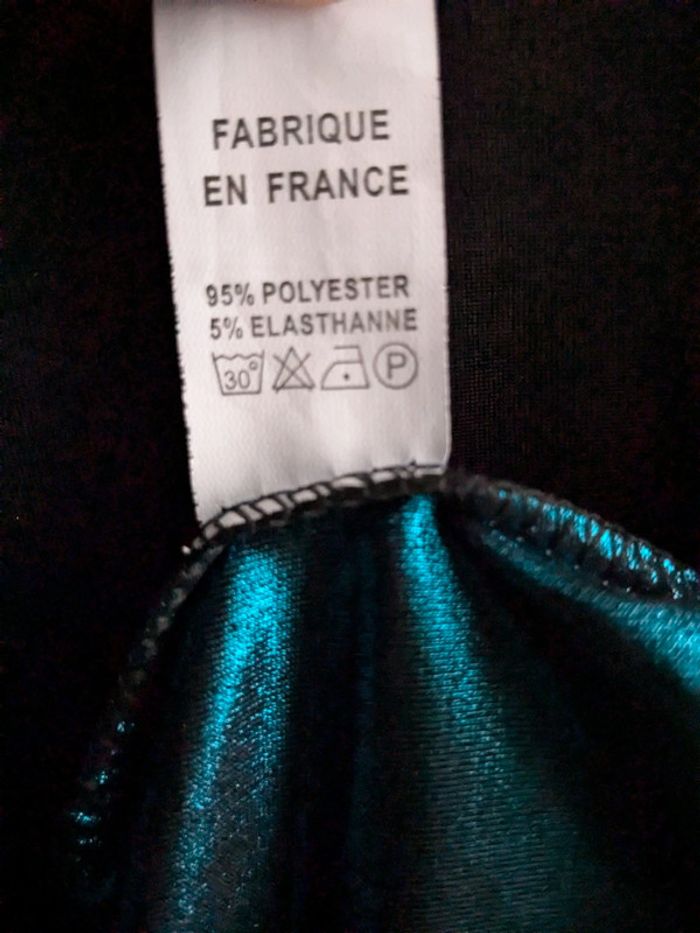 FABRIQUE
EN FRANCE
95% POLYESTER
5% ELASTHANNE
30° P